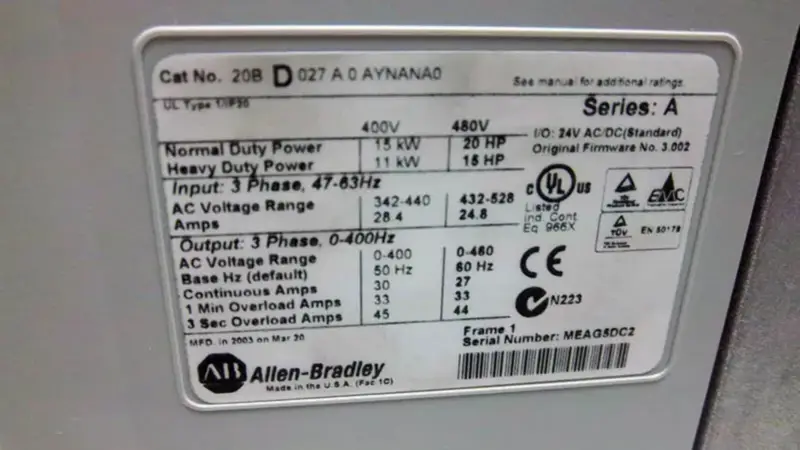 Cat No. 20B D 027 A 0 AYNANA0
See manual for additional ratings.
UL Type 1/IP20
Series: A
400V 480V
I/O: 24V AC/DC(Standard)
Normal Duty Power 15 kW 20 HP
Original Firmware No. 3.002
Heavy Duty Power 11 kW 15 HP
Input: 3 Phase, 47-63Hz
AC Voltage Range 342-440 432-528
Amps 28.4 24.8
C UL US
Listed
Ind. Cont
Eq 966X
EMC
TÜV
EN 50178
Output: 3 Phase, 0-400Hz
AC Voltage Range 0-400 0-460
Base Hz (default) 50 Hz 60 Hz
Continuous Amps 30 27
1 Min Overload Amps 33 33
3 Sec Overload Amps 45 44
CE
N223
MFD. in 2003 on Mar 20
Frame 1
Serial Number: MEAG5DC2
AB Allen-Bradley
Made in the U.S.A. (Fac 1C)